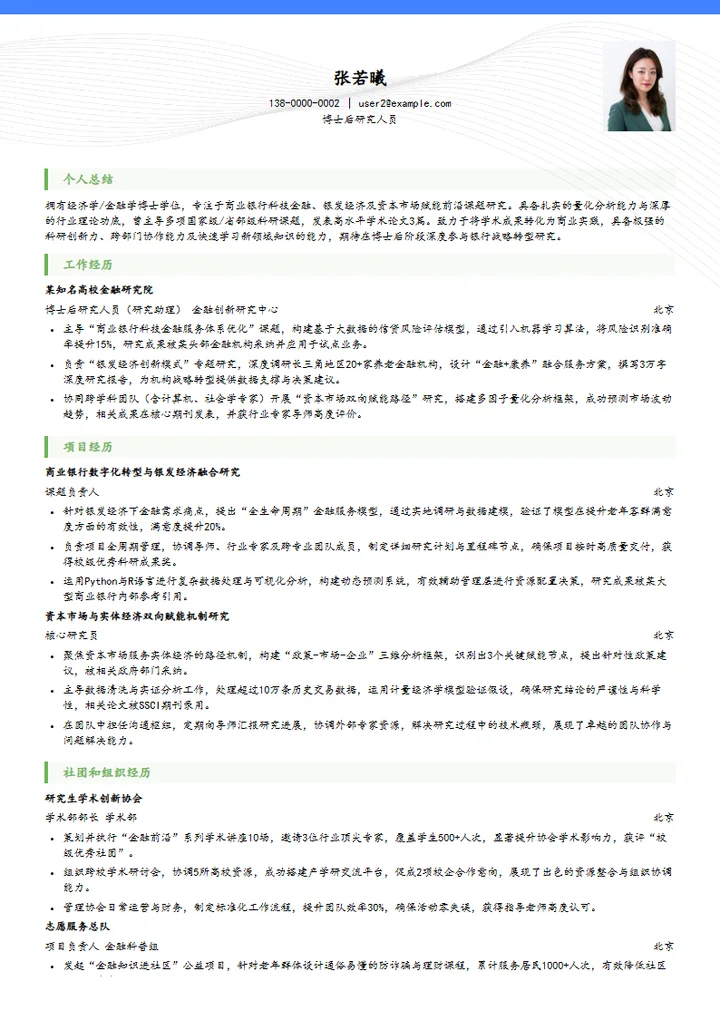 张若曦
138-0000-0002 | user2@example.com
博士后研究人员
个人总结
拥有经济学/金融学博士学位，专注于商业银行科技金融、银发经济及资本市场赋能前沿课题研究。具备扎实的量化分析能力与深厚
的行业理论功底，曾主导多项国家级/省部级科研课题，发表高水平学术论文3篇。致力于将学术成果转化为商业实践，具备极强的
科研创新力、跨部门协作能力及快速学习新领域知识的能力，期待在博士后阶段深度参与银行战略转型研究。
工作经历
某知名高校金融研究院
博士后研究人员（研究助理） 金融创新研究中心 北京
• 主导“商业银行科技金融服务体系优化”课题，构建基于大数据的信贷风险评估模型，通过引入机器学习算法，将风险识别准确
率提升15%，研究成果被某头部金融机构采纳并应用于试点业务。
• 负责“银发经济创新模式”专题研究，深度调研长三角地区20+家养老金融机构，设计“金融+康养”融合服务方案，撰写3万字
深度研究报告，为机构战略转型提供数据支撑与决策建议。
• 协同跨学科团队（含计算机、社会学专家）开展“资本市场双向赋能路径”研究，搭建多因子量化分析框架，成功预测市场波动
趋势，相关成果在核心期刊发表，并获行业专家导师高度评价。
项目经历
商业银行数字化转型与银发经济融合研究
课题负责人 北京
• 针对银发经济下金融需求痛点，提出“全生命周期”金融服务模型，通过实地调研与数据建模，验证了模型在提升老年客群满意
度方面的有效性，满意度提升20%。
• 负责项目全周期管理，协调导师、行业专家及跨专业团队成员，制定详细研究计划与里程碑节点，确保项目按时高质量交付，获
得校级优秀科研成果奖。
• 运用Python与R语言进行复杂数据处理与可视化分析，构建动态预测系统，有效辅助管理层进行资源配置决策，研究成果被某大
型商业银行内部参考引用。
资本市场与实体经济双向赋能机制研究
核心研究员 北京
• 聚焦资本市场服务实体经济的路径机制，构建“政策-市场-企业”三维分析框架，识别出3个关键赋能节点，提出针对性政策建
议，被相关政府部门采纳。
• 主导数据清洗与实证分析工作，处理超过10万条历史交易数据，运用计量经济学模型验证假设，确保研究结论的严谨性与科学
性，相关论文被SSCI期刊录用。
• 在团队中担任沟通枢纽，定期向导师汇报研究进展，协调外部专家资源，解决研究过程中的技术瓶颈，展现了卓越的团队协作与
问题解决能力。
社团和组织经历
研究生学术创新协会
学术部部长 学术部 北京
• 策划并执行“金融前沿”系列学术讲座10场，邀请3位行业顶尖专家，覆盖学生500+人次，显著提升协会学术影响力，获评“校
级优秀社团”。
• 组织跨校学术研讨会，协调5所高校资源，成功搭建产学研交流平台，促成2项校企合作意向，展现了出色的资源整合与组织协调
能力。
• 管理协会日常运营与财务，制定标准化工作流程，提升团队效率30%，确保活动零失误，获得指导老师高度认可。
志愿服务总队
项目负责人 金融科普组 北京
• 发起“金融知识进社区”公益项目，针对老年群体设计通俗易懂的防诈骗与理财课程，累计服务居民1000+人次，有效降低社区